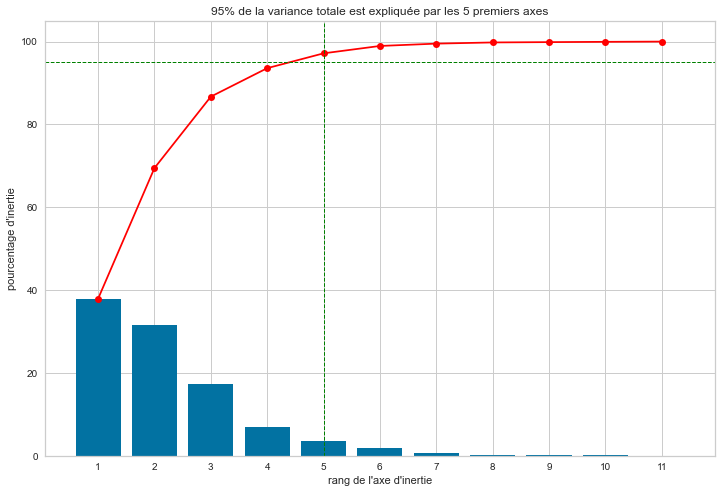 95% de la variance totale est expliquée par les 5 premiers axes
100
80
60
40
20
0
pourcentage d'inertie
1 2 3 4 5 6 7 8 9 10 11
rang de l'axe d'inertie